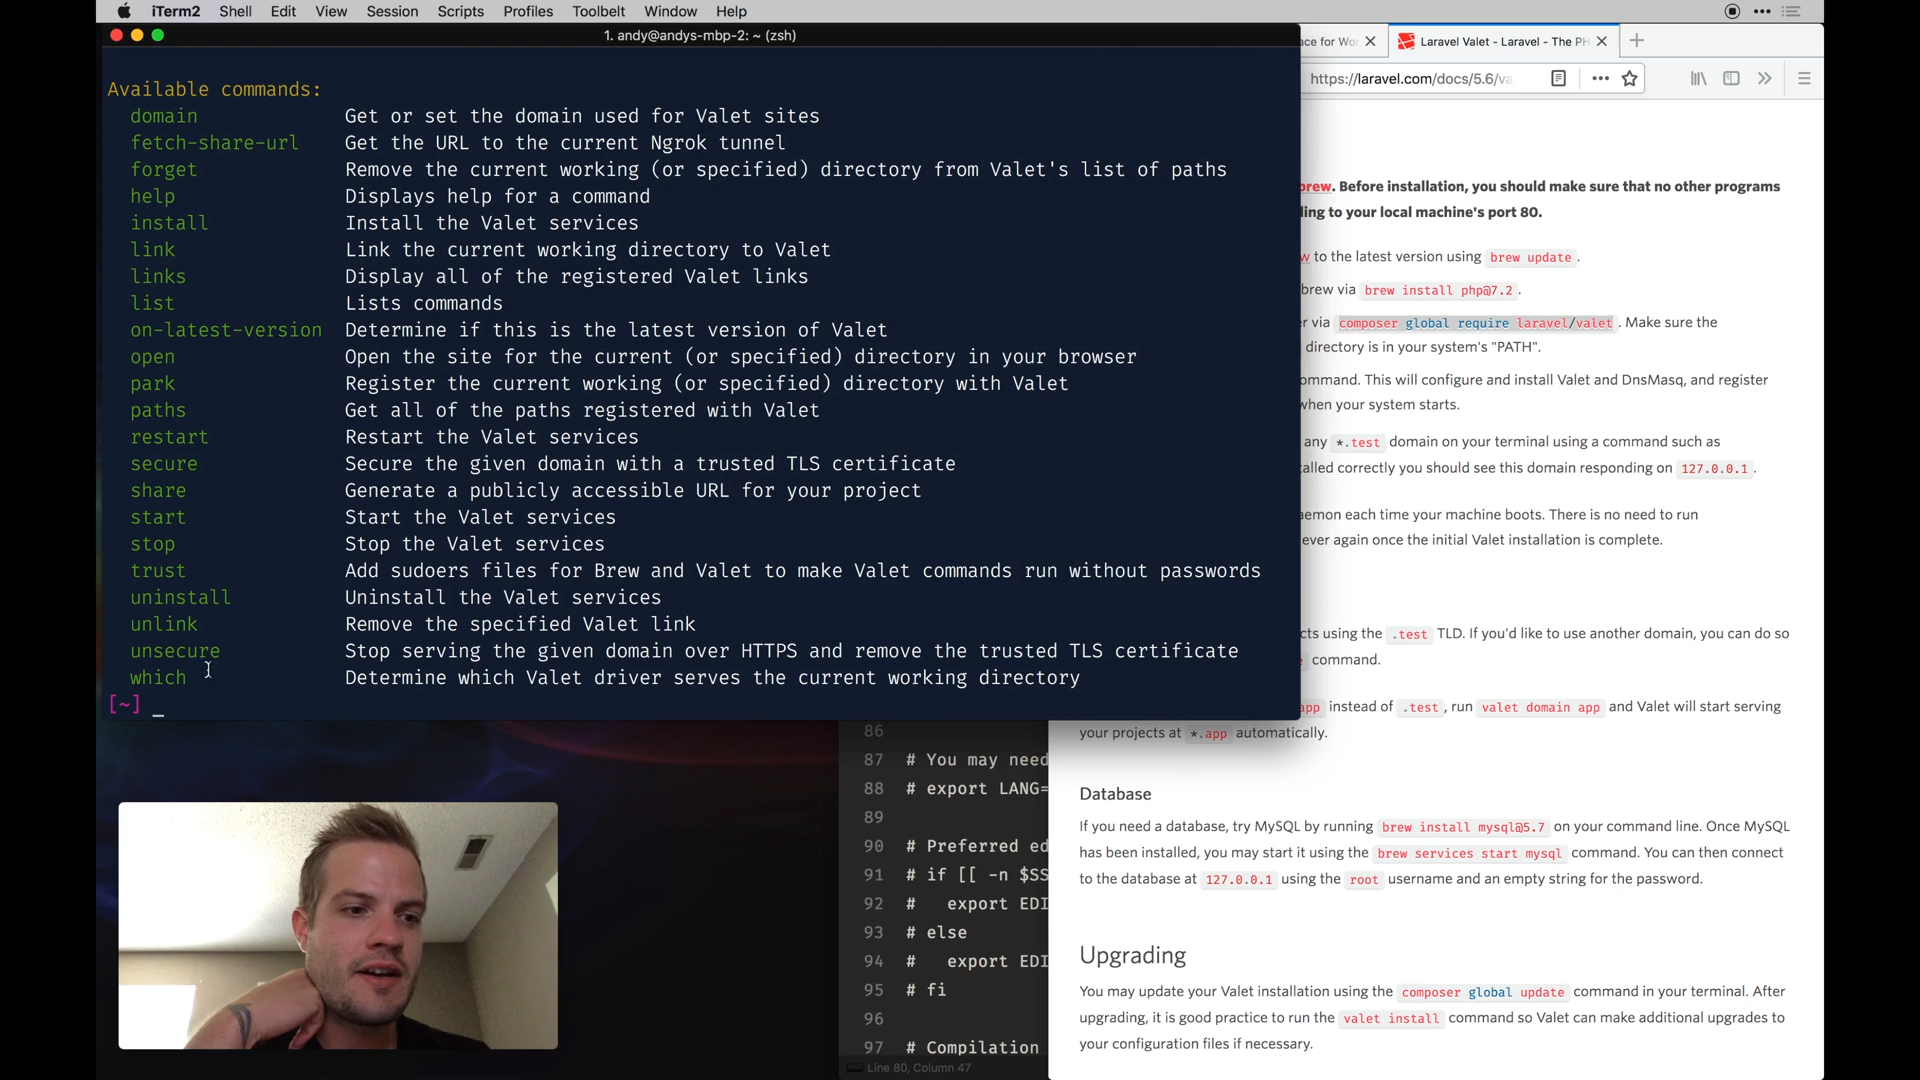 iTerm2 Shell Edit View Session Scripts Profiles Toolbelt Window Help
1. andy@andys-mbp-2: ~ (zsh)
Available commands:
domain Get or set the domain used for Valet sites
fetch-share-url Get the URL to the current Ngrok tunnel
forget Remove the current working (or specified) directory from Valet's list of paths
help Displays help for a command
install Install the Valet services
link Link the current working directory to Valet
links Display all of the registered Valet links
list Lists commands
on-latest-version Determine if this is the latest version of Valet
open Open the site for the current (or specified) directory in your browser
park Register the current working (or specified) directory with Valet
paths Get all of the paths registered with Valet
restart Restart the Valet services
secure Secure the given domain with a trusted TLS certificate
share Generate a publicly accessible URL for your project
start Start the Valet services
stop Stop the Valet services
trust Add sudoers files for Brew and Valet to make Valet commands run without passwords
uninstall Uninstall the Valet services
unlink Remove the specified Valet link
unsecure Stop serving the given domain over HTTPS and remove the trusted TLS certificate
which Determine which Valet driver serves the current working directory
[~] _
ace for Wo Laravel Valet - Laravel - The PH
https://laravel.com/docs/5.6/va
brew. Before installation, you should make sure that no other programs
ing to your local machine's port 80.
w to the latest version using brew update.
brew via brew install php@7.2.
r via composer global require laravel/valet. Make sure the
directory is in your system's "PATH".
ommand. This will configure and install Valet and DnsMasq, and register
when your system starts.
any *.test domain on your terminal using a command such as
alled correctly you should see this domain responding on 127.0.0.1.
aemon each time your machine boots. There is no need to run
ever again once the initial Valet installation is complete.
cts using the .test TLD. If you'd like to use another domain, you can do so
command.
app instead of .test, run valet domain app and Valet will start serving
your projects at *.app automatically.
Database
If you need a database, try MySQL by running brew install mysql@5.7 on your command line. Once MySQL
has been installed, you may start it using the brew services start mysql command. You can then connect
to the database at 127.0.0.1 using the root username and an empty string for the password.
Upgrading
You may update your Valet installation using the composer global update command in your terminal. After
upgrading, it is good practice to run the valet install command so Valet can make additional upgrades to
your configuration files if necessary.
86
87 # You may need
88 # export LANG=
89
90 # Preferred ed
91 # if [[ -n $SS
92 # export EDI
93 # else
94 # export EDI
95 # fi
96
97 # Compilation
Line 80, Column 47